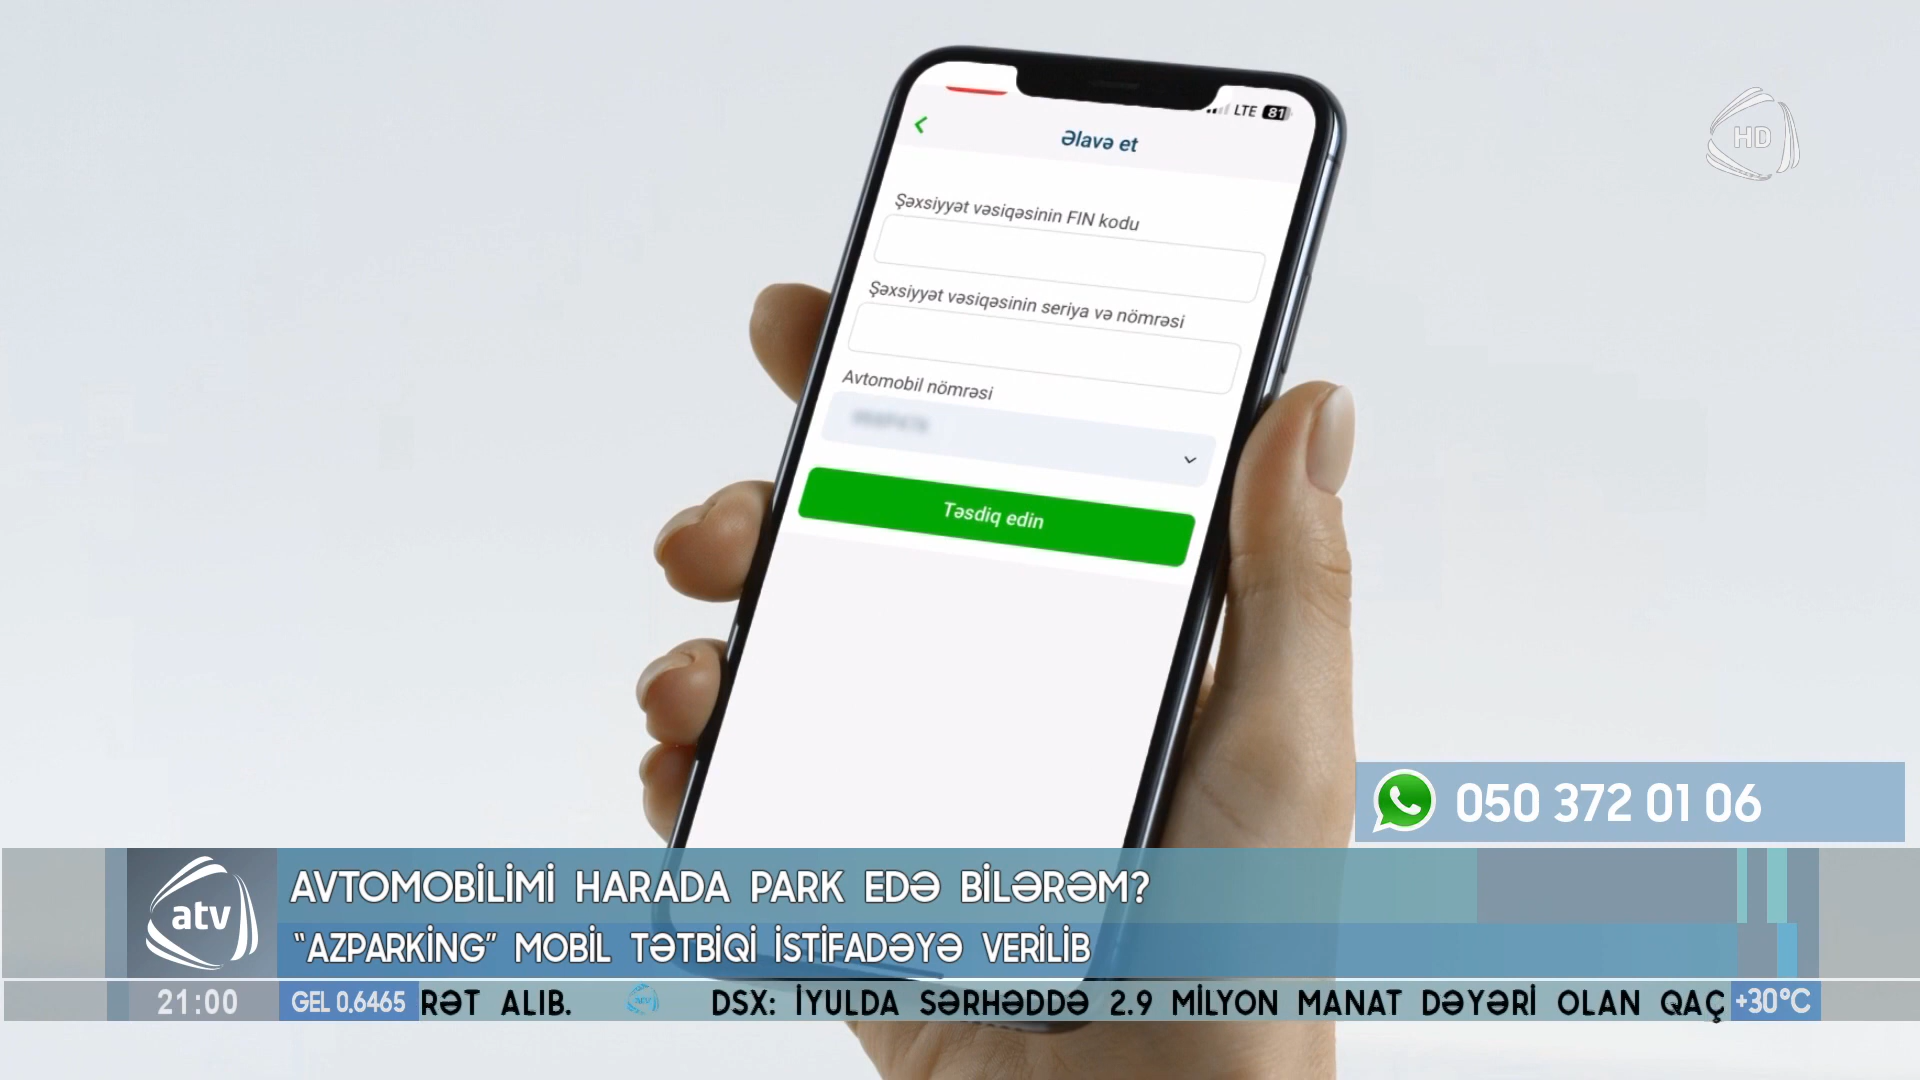 LTE 81
HD
Əlavə et
Şəxsiyyət vəsiqəsinin FIN kodu
Şəxsiyyət vəsiqəsinin seriya və nömrəsi
Avtomobil nömrəsi
Təsdiq edin
050 372 01 06
atv
AVTOMOBİLİMİ HARADA PARK EDƏ BİLƏRƏM?
“AZPARKİNG” MOBİL TƏTBİQİ İSTİFADƏYƏ VERİLİB
21:00 GEL 0.6465 RƏT ALIB. atv DSX: İYULDA SƏRHƏDDƏ 2.9 MİLYON MANAT DƏYƏRİ OLAN QAÇ +30°C